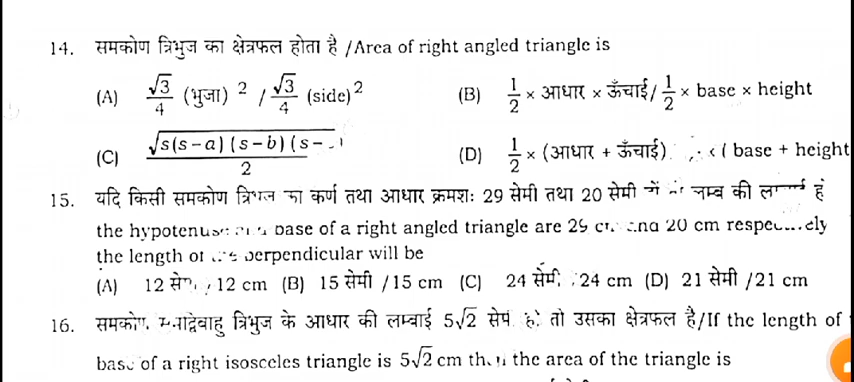 14. समकोण त्रिभुज का क्षेत्रफल होता है /Area of right angled triangle is
(A) √3/4 (भुजा)² / √3/4 (side)² (B) 1/2 × आधार × ऊँचाई/ 1/2 × base × height
(C) √s(s-a)(s-b)(s- / 2 (D) 1/2 × (आधार + ऊँचाई) ( base + height
15. यदि किसी समकोण त्रिभुज का कर्ण तथा आधार क्रमशः 29 सेमी तथा 20 सेमी लम्ब की
the hypotenuse base of a right angled triangle are 29 20 cm
the length of perpendicular will be
(A) 12 12 cm (B) 15 सेमी /15 cm (C) 24 सेमी 24 cm (D) 21 सेमी /21 cm
16. समकोण त्रिभुज के आधार की लम्बाई 5√2 हो तो उसका क्षेत्रफल है/If the length of
base of a right isosceles triangle is 5√2 cm then the area of the triangle is